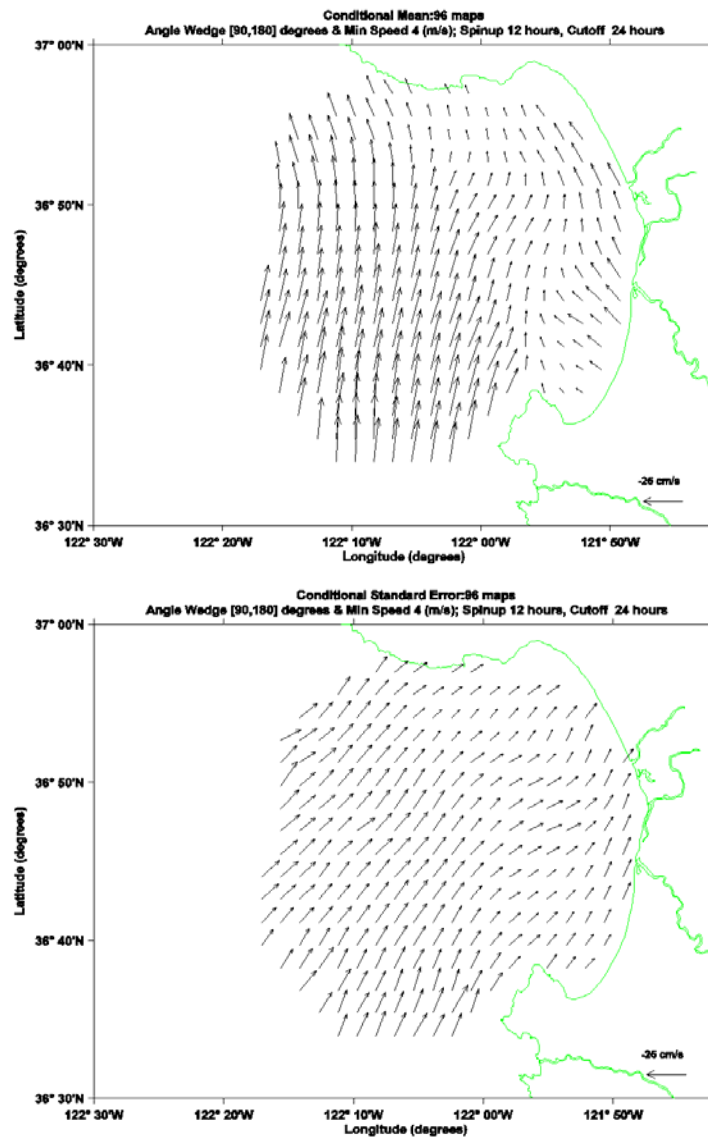 Conditional Mean:96 maps
Angle Wedge [90,180] degrees & Min Speed 4 (m/s); Spinup 12 hours, Cutoff 24 hours
37° 00'N
36° 50'N
36° 40'N
36° 30'N
Latitude (degrees)
-26 cm/s
122° 30'W 122° 20'W 122° 10'W 122° 00'W 121° 50'W
Longitude (degrees)
Conditional Standard Error:96 maps
Angle Wedge [90,180] degrees & Min Speed 4 (m/s); Spinup 12 hours, Cutoff 24 hours
37° 00'N
36° 50'N
36° 40'N
36° 30'N
Latitude (degrees)
-26 cm/s
122° 30'W 122° 20'W 122° 10'W 122° 00'W 121° 50'W
Longitude (degrees)